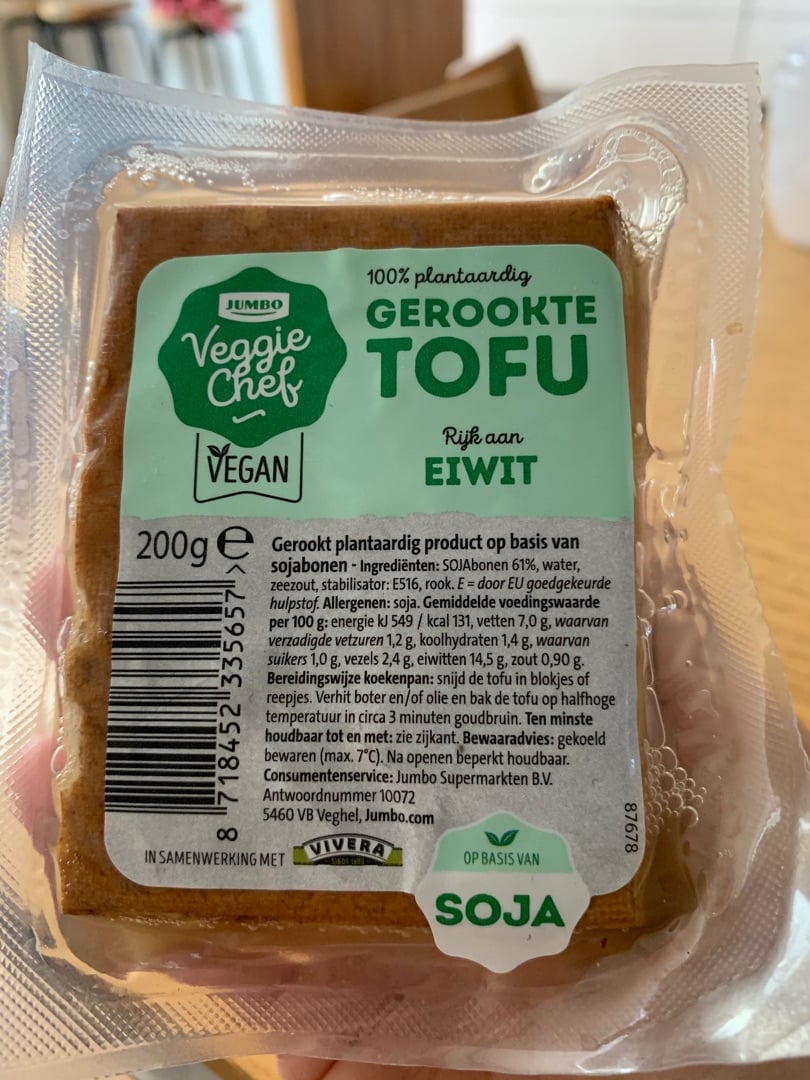 JUMBO
Veggie
Chef
VEGAN
100% plantaardig
GEROOKTE
TOFU
Rijk aan
EIWIT
200g ℮
Gerookt plantaardig product op basis van
sojabonen - Ingrediënten: SOJAbonen 61%, water,
zeezout, stabilisator: E516, rook. E = door EU goedgekeurde
hulpstof. Allergenen: soja. Gemiddelde voedingswaarde
per 100 g: energie kJ 549 / kcal 131, vetten 7,0 g, waarvan
verzadigde vetzuren 1,2 g, koolhydraten 1,4 g, waarvan
suikers 1,0 g, vezels 2,4 g, eiwitten 14,5 g, zout 0,90 g.
Bereidingswijze koekenpan: snijd de tofu in blokjes of
reepjes. Verhit boter en/of olie en bak de tofu op halfhoge
temperatuur in circa 3 minuten goudbruin. Ten minste
houdbaar tot en met: zie zijkant. Bewaaradvies: gekoeld
bewaren (max. 7°C). Na openen beperkt houdbaar.
Consumentenservice: Jumbo Supermarkten B.V.
Antwoordnummer 10072
5460 VB Veghel, Jumbo.com
8 718452 335657 >
87678
IN SAMENWERKING MET
VIVERA
SINDS 1990
OP BASIS VAN
SOJA